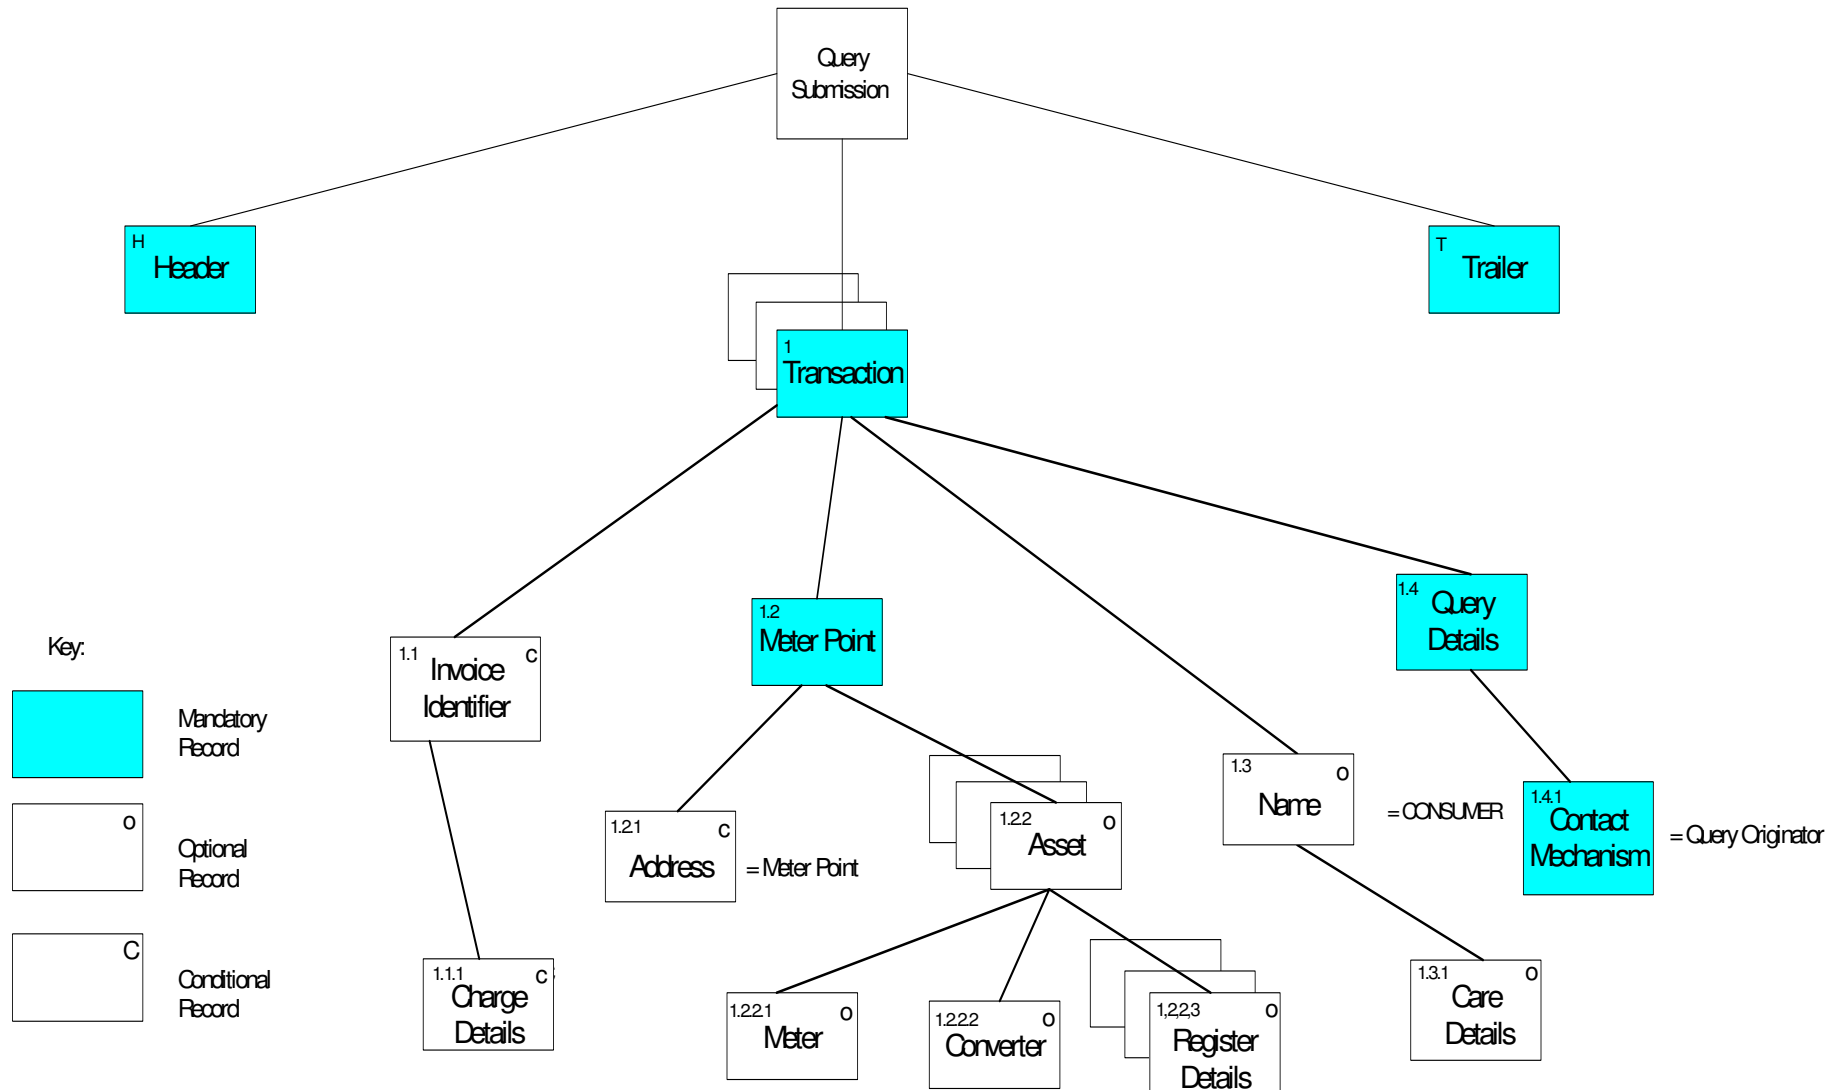 Query
Submission
H
Header
T
Trailer
1
Transaction
1.4
Query
Details
1.2
Meter Point
Key:
1.1
C
Invoice
Identifier
Mandatory
Record
1.3
O
Name
= CONSUMER
1.4.1
Contact
Mechanism
= Query Originator
1.2.1
C
Address
= Meter Point
1.2.2
O
Asset
O
Optional
Record
C
Conditional
Record
1.1.1
C
Charge
Details
1.2.2.1
O
Meter
1.2.2.2
O
Converter
1,2,2,3
O
Register
Details
1.3.1
O
Care
Details